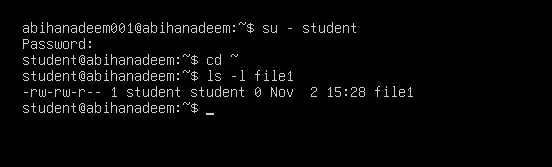 abihanadeem001@abihanadeem:~$ su - student
Password:
student@abihanadeem:~$ cd ~
student@abihanadeem:~$ ls -l file1
-rw-rw-r-- 1 student student 0 Nov  2 15:28 file1
student@abihanadeem:~$ _